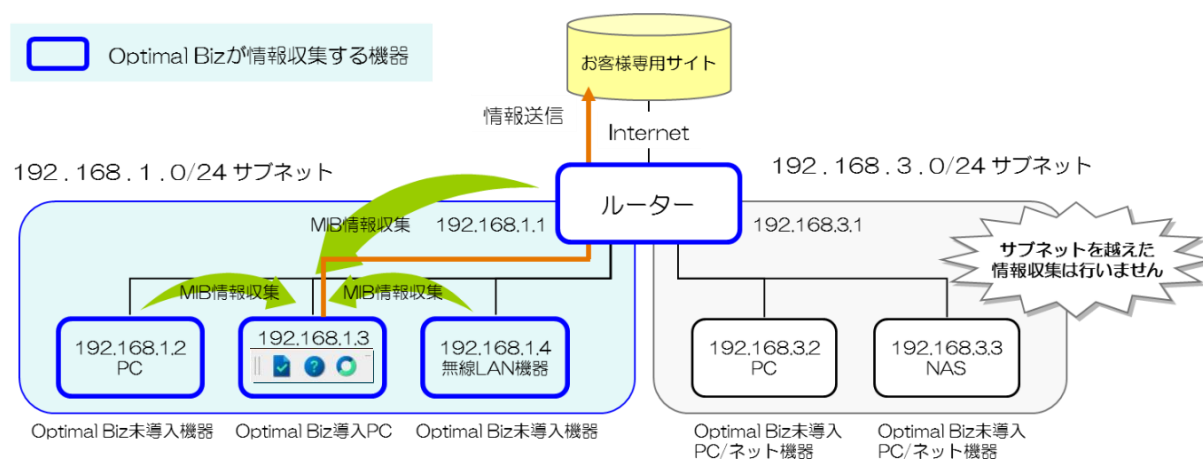 Optimal Bizが情報収集する機器
お客様専用サイト
情報送信
Internet
192.168.1.0/24 サブネット
192.168.3.0/24 サブネット
ルーター
MIB情報収集
192.168.1.1
192.168.3.1
サブネットを越えた
情報収集は行いません
MIB情報収集
MIB情報収集
192.168.1.2
PC
192.168.1.3
192.168.1.4
無線LAN機器
192.168.3.2
PC
192.168.3.3
NAS
Optimal Biz未導入機器
Optimal Biz導入PC
Optimal Biz未導入機器
Optimal Biz未導入
PC/ネット機器
Optimal Biz未導入
PC/ネット機器